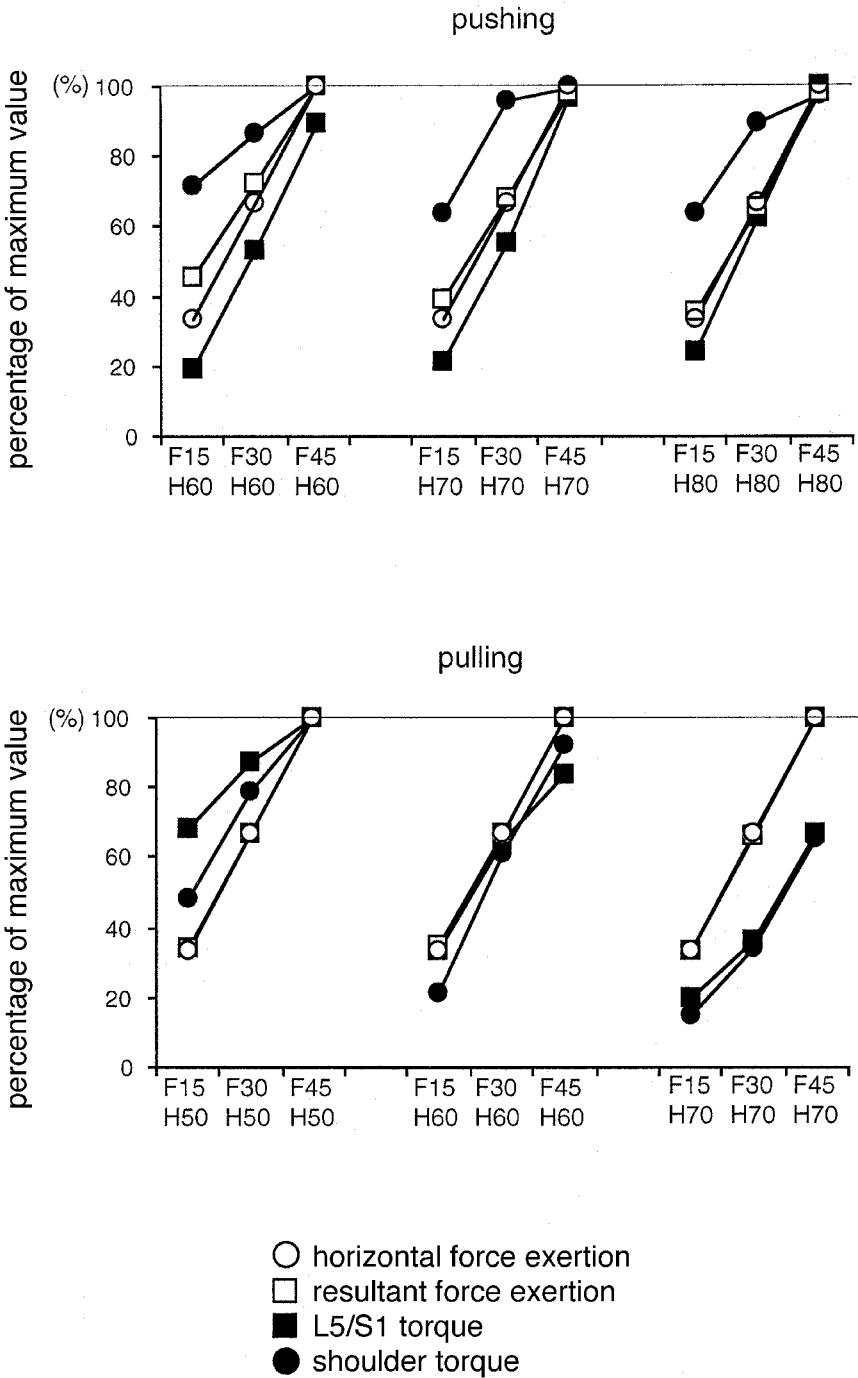 pushing
percentage of maximum value
(%) 100
80
60
40
20
0
F15 F30 F45 F15 F30 F45 F15 F30 F45
H60 H60 H60 H70 H70 H70 H80 H80 H80
pulling
percentage of maximum value
(%) 100
80
60
40
20
0
F15 F30 F45 F15 F30 F45 F15 F30 F45
H50 H50 H50 H60 H60 H60 H70 H70 H70
horizontal force exertion
resultant force exertion
L5/S1 torque
shoulder torque